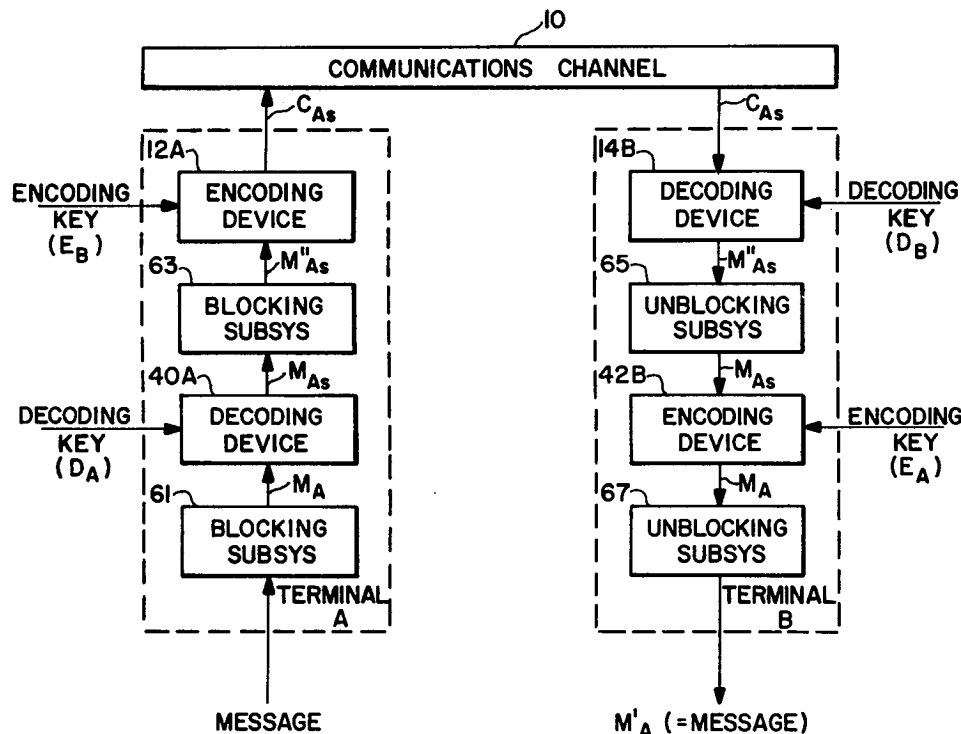 10
COMMUNICATIONS CHANNEL
C_As
C_As
12A
ENCODING
DEVICE
ENCODING
KEY
(E_B)
14B
DECODING
DEVICE
DECODING
KEY
(D_B)
M"_As
M"_As
63
BLOCKING
SUBSYS
65
UNBLOCKING
SUBSYS
M_As
M_As
40A
DECODING
DEVICE
DECODING
KEY
(D_A)
42B
ENCODING
DEVICE
ENCODING
KEY
(E_A)
M_A
M_A
61
BLOCKING
SUBSYS
67
UNBLOCKING
SUBSYS
TERMINAL
A
TERMINAL
B
MESSAGE
M'_A (=MESSAGE)